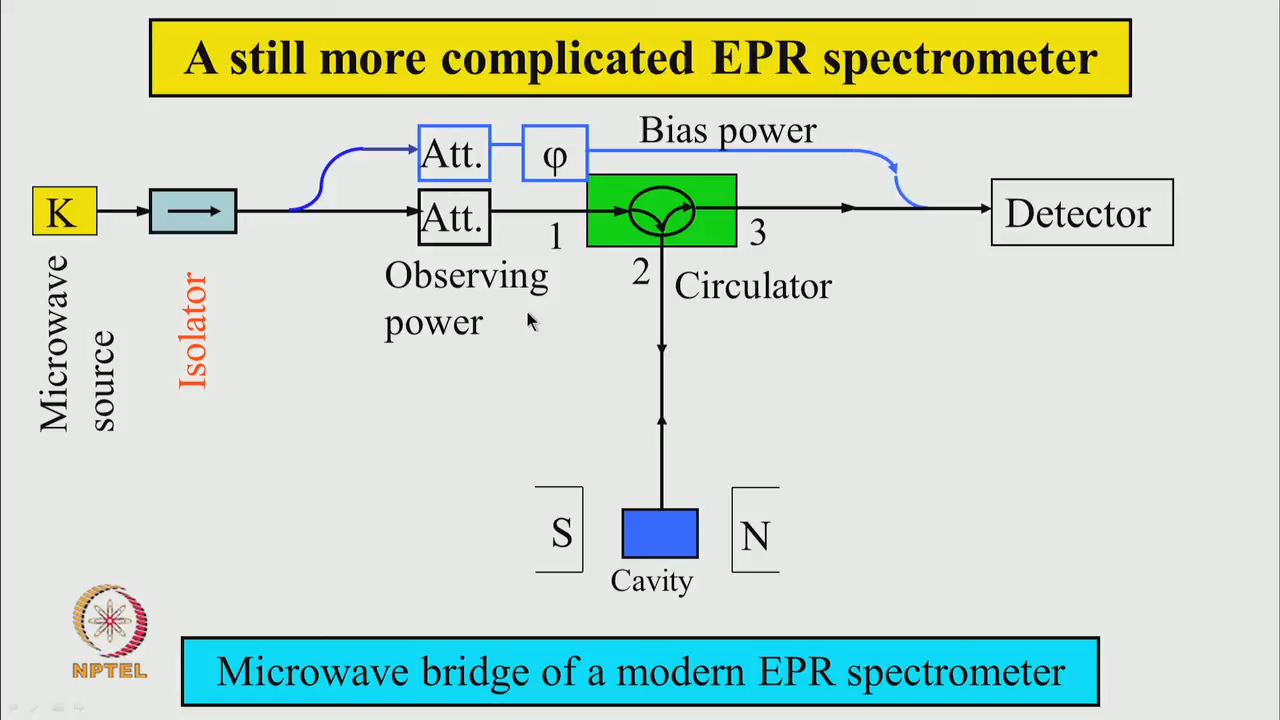 A still more complicated EPR spectrometer
Bias power
Att.
φ
K
Att.
1
3
Detector
Observing
power
2
Circulator
Microwave
source
Isolator
S
N
Cavity
NPTEL
Microwave bridge of a modern EPR spectrometer